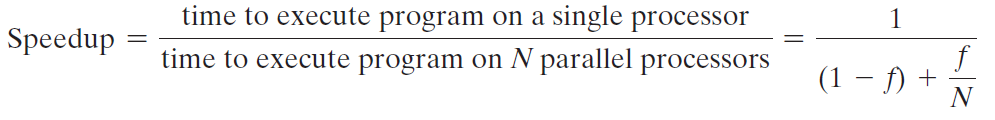 Speedup = time to execute program on a single processor / time to execute program on N parallel processors = 1 / (1 − f) + f / N